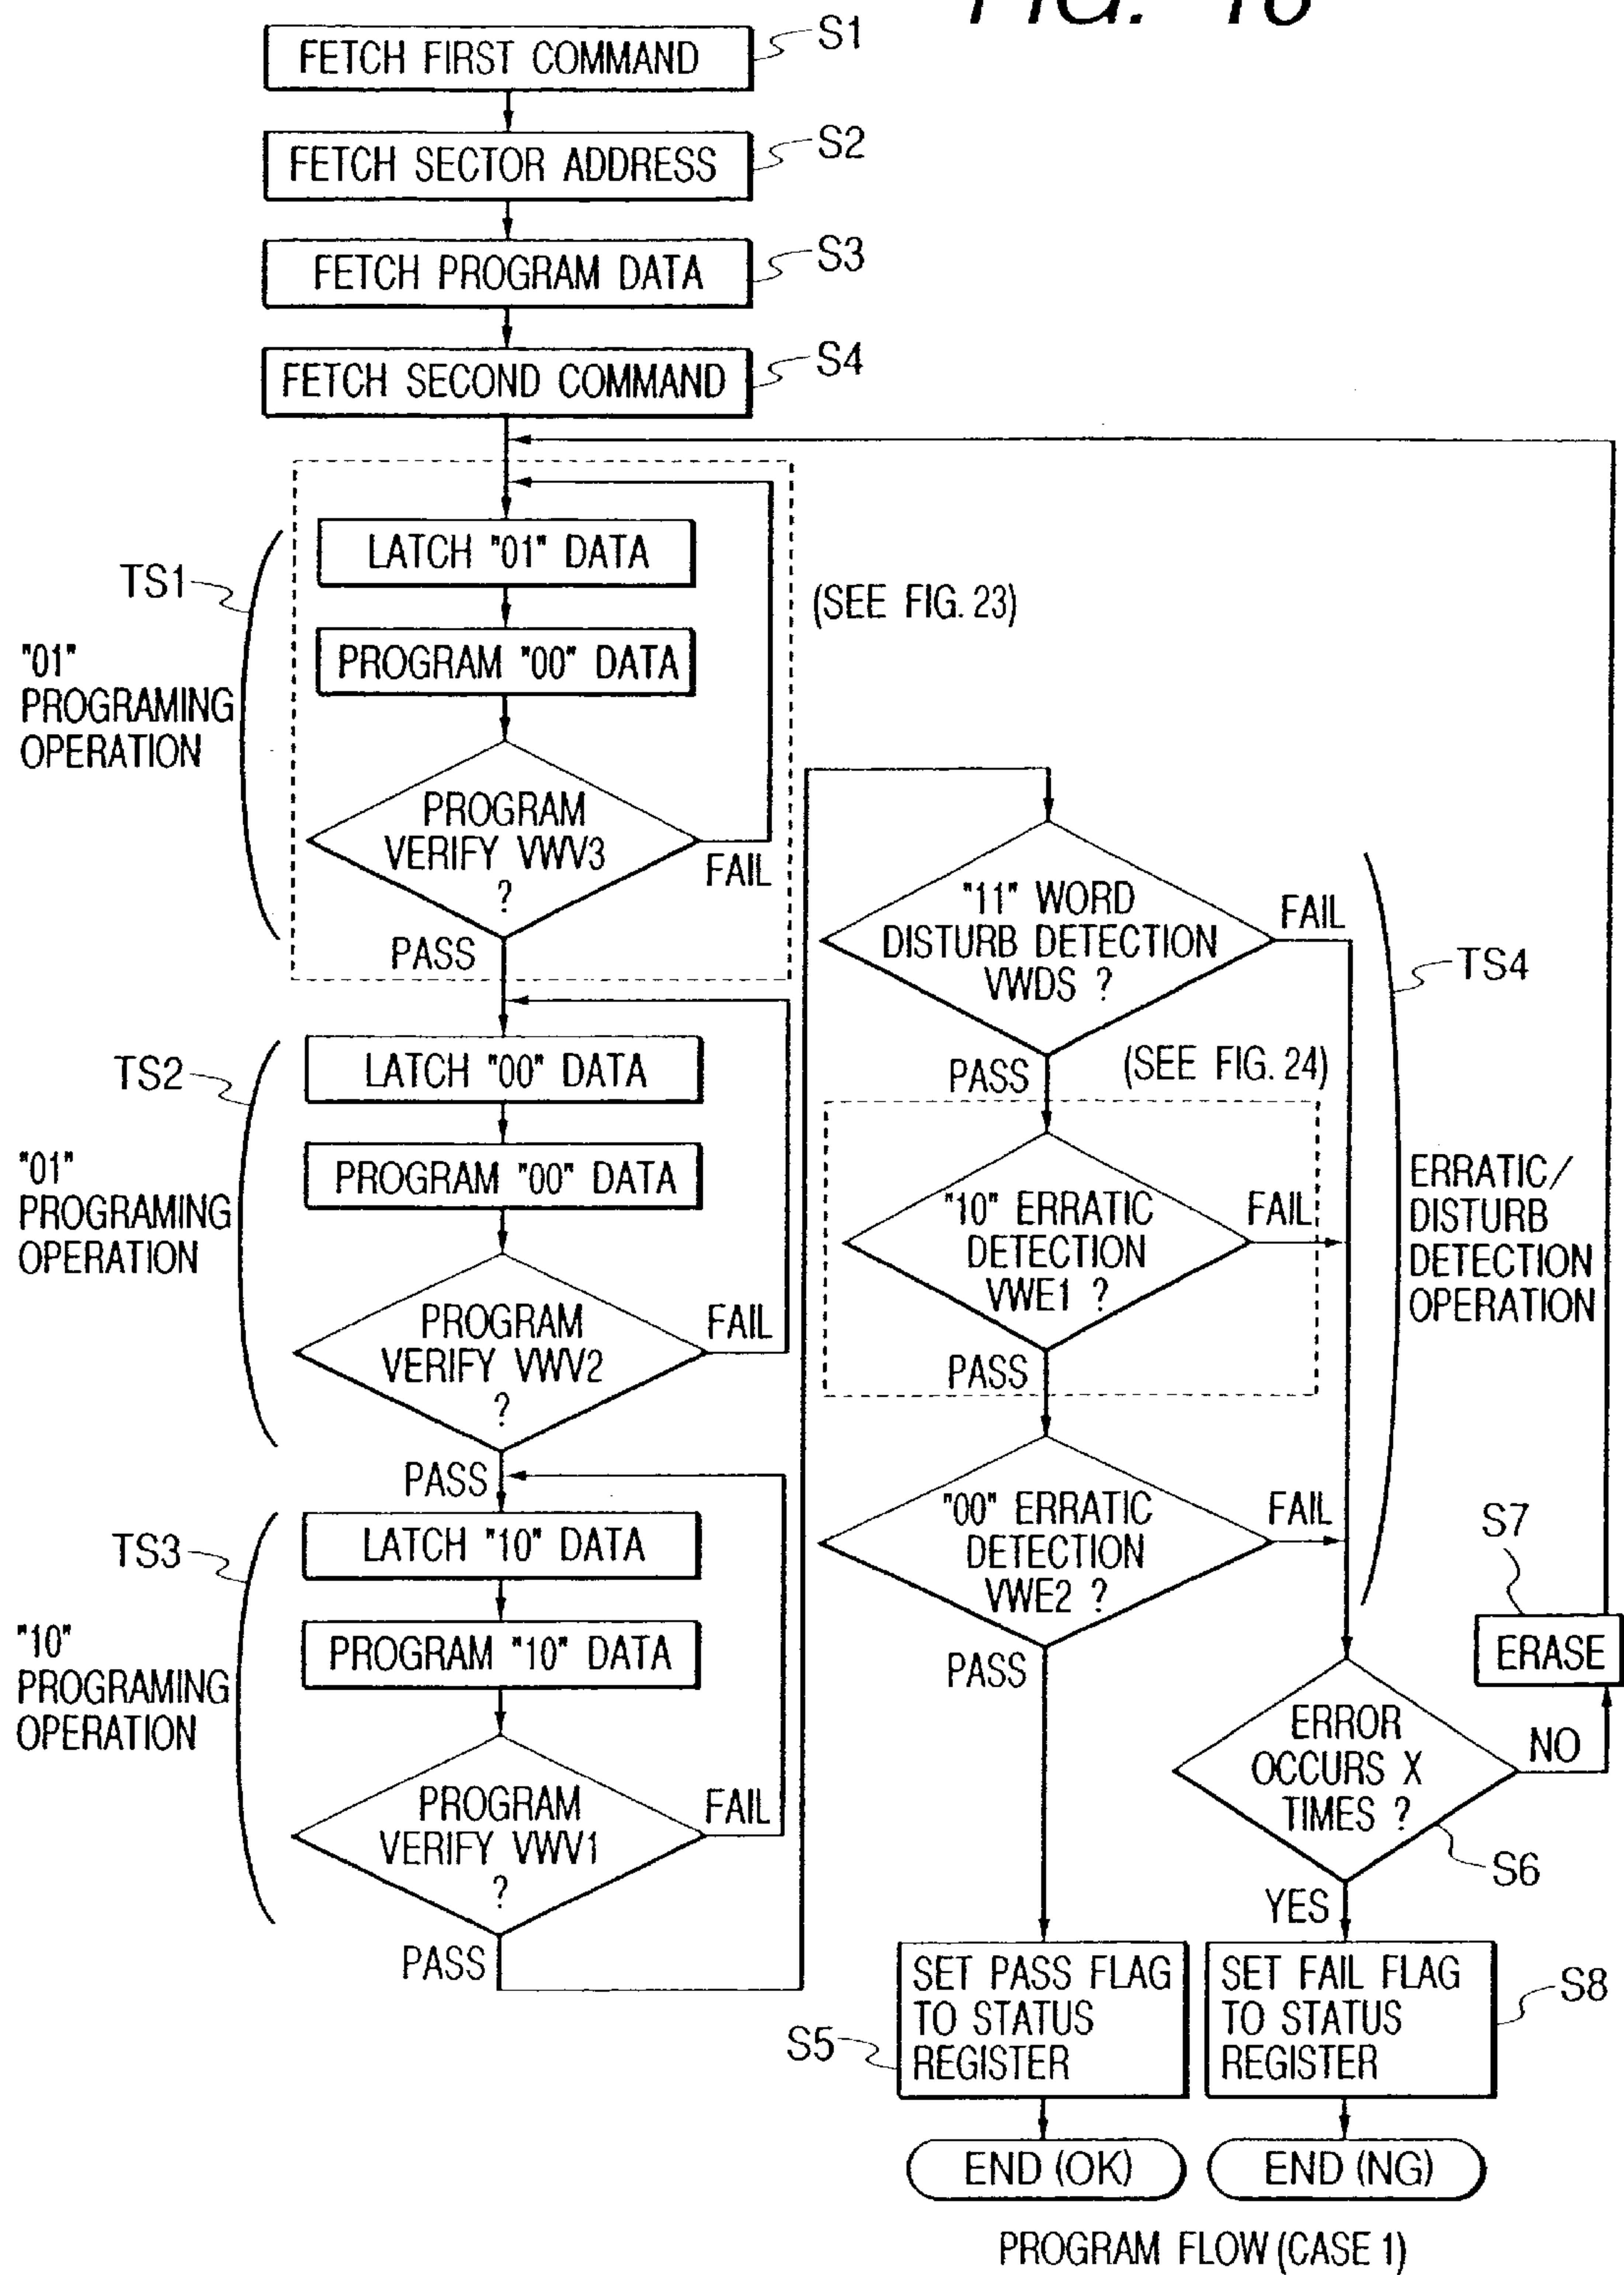 FETCH FIRST COMMAND
S1
FETCH SECTOR ADDRESS
S2
FETCH PROGRAM DATA
S3
FETCH SECOND COMMAND
S4
TS1
"01"
PROGRAMING
OPERATION
LATCH "01" DATA
PROGRAM "00" DATA
PROGRAM
VERIFY VWV3
?
FAIL
PASS
(SEE FIG. 23)
TS2
"01"
PROGRAMING
OPERATION
LATCH "00" DATA
PROGRAM "00" DATA
PROGRAM
VERIFY VWV2
?
FAIL
PASS
TS3
"10"
PROGRAMING
OPERATION
LATCH "10" DATA
PROGRAM "10" DATA
PROGRAM
VERIFY VWV1
?
FAIL
PASS
"11" WORD
DISTURB DETECTION
VWDS ?
FAIL
PASS
TS4
ERRATIC/
DISTURB
DETECTION
OPERATION
(SEE FIG. 24)
"10" ERRATIC
DETECTION
VWE1 ?
FAIL
PASS
"00" ERRATIC
DETECTION
VWE2 ?
FAIL
PASS
S7
ERASE
ERROR
OCCURS X
TIMES ?
NO
S6
YES
SET PASS FLAG
TO STATUS
REGISTER
S5
SET FAIL FLAG
TO STATUS
REGISTER
S8
END (OK)
END (NG)
PROGRAM FLOW (CASE 1)